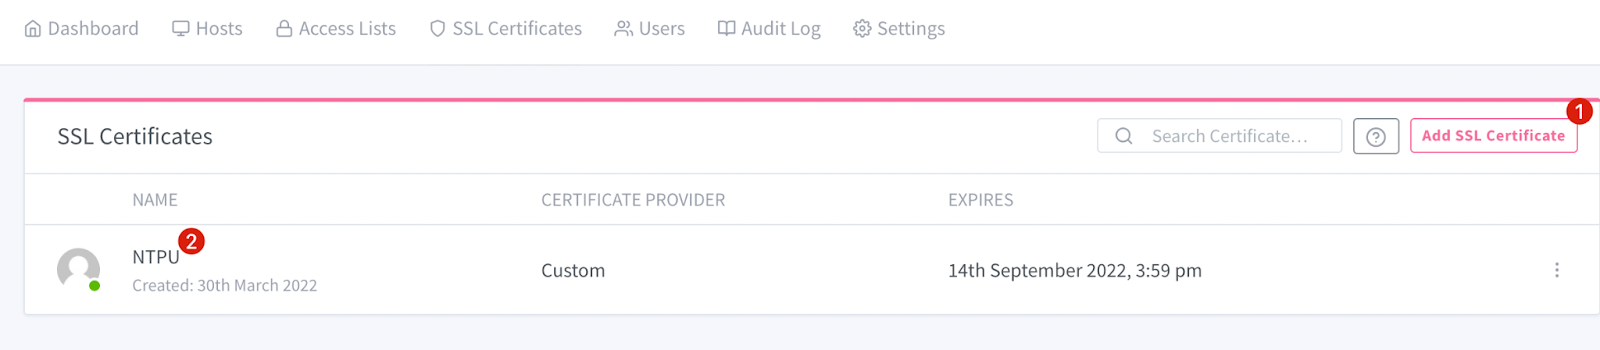 Dashboard Hosts Access Lists SSL Certificates Users Audit Log Settings
1
SSL Certificates Search Certificate… Add SSL Certificate
NAME CERTIFICATE PROVIDER EXPIRES
NTPU 2
Created: 30th March 2022 Custom 14th September 2022, 3:59 pm